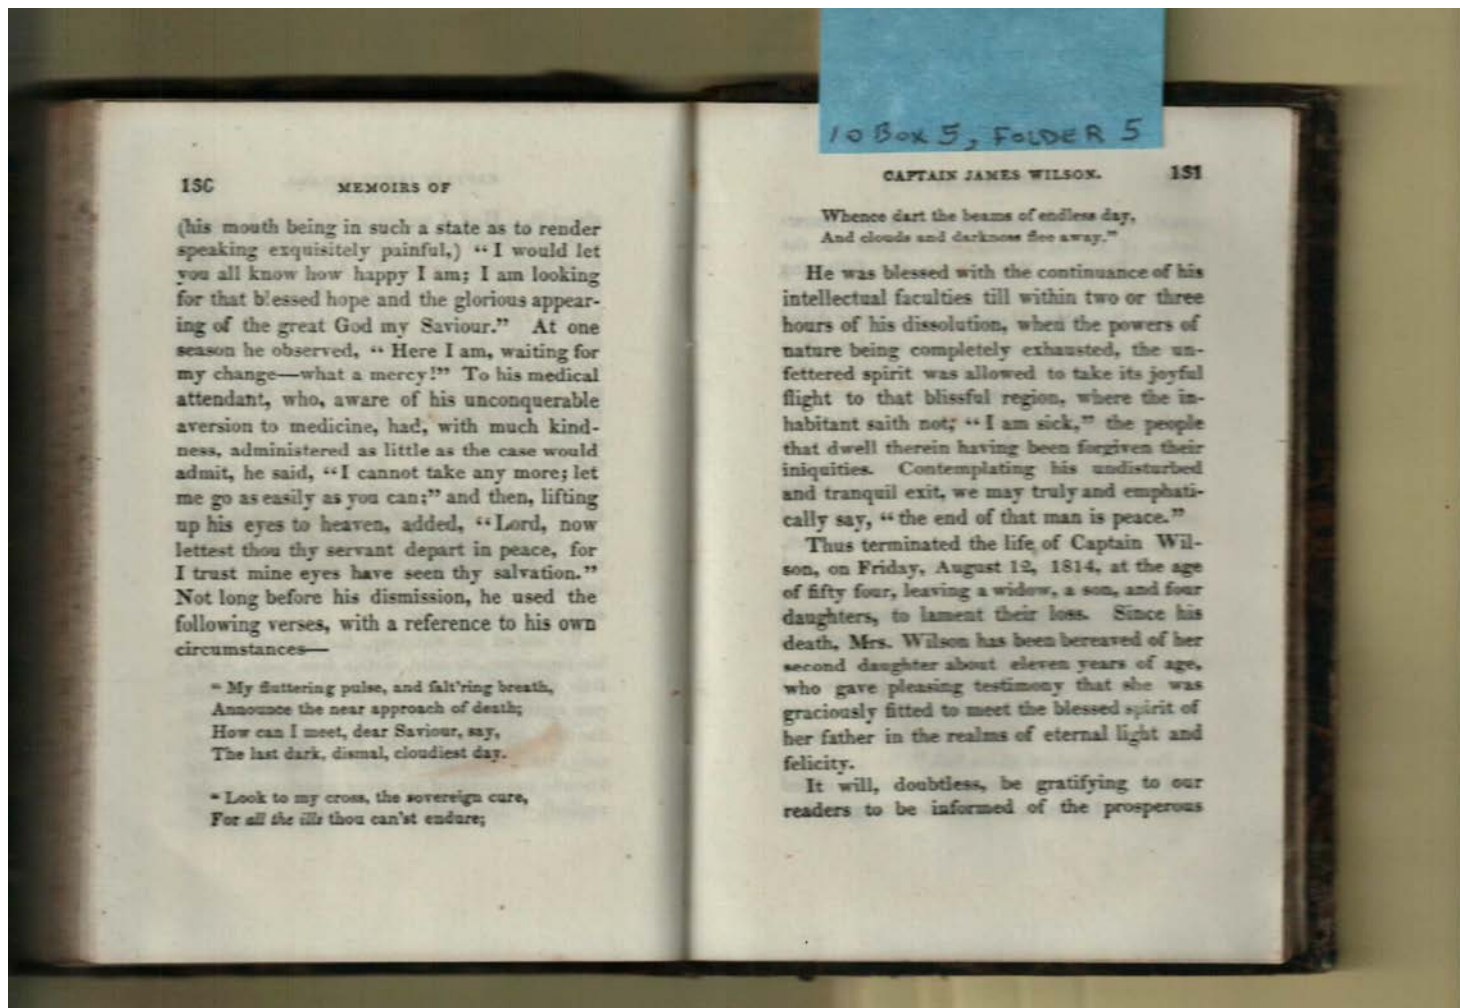 10 BOX 5, FOLDER 5
180
MEMOIRS OF
(his mouth being in such a state as to render
speaking exquisitely painful,) “I would let
you all know how happy I am; I am looking
for that blessed hope and the glorious appear-
ing of the great God my Saviour.” At one
season he observed, “Here I am, waiting for
my change—what a mercy!” To his medical
attendant, who, aware of his unconquerable
aversion to medicine, had, with much kind-
ness, administered as little as the case would
admit, he said, “I cannot take any more; let
me go as easily as you can;” and then, lifting
up his eyes to heaven, added, “Lord, now
lettest thou thy servant depart in peace, for
I trust mine eyes have seen thy salvation.”
Not long before his dismission, he used the
following verses, with a reference to his own
circumstances—
“My fluttering pulse, and falt'ring breath,
Announce the near approach of death;
How can I meet, dear Saviour, say,
The last dark, dismal, cloudiest day.
“Look to my cross, the sovereign cure,
For all the ills thou can'st endure;
CAPTAIN JAMES WILSON.
181
Whence dart the beams of endless day,
And clouds and darkness flee away.”
He was blessed with the continuance of his
intellectual faculties till within two or three
hours of his dissolution, when the powers of
nature being completely exhausted, the un-
fettered spirit was allowed to take its joyful
flight to that blissful region, where the in-
habitant saith not; “I am sick,” the people
that dwell therein having been forgiven their
iniquities. Contemplating his undisturbed
and tranquil exit, we may truly and emphati-
cally say, “the end of that man is peace.”
Thus terminated the life of Captain Wil-
son, on Friday, August 12, 1814, at the age
of fifty four, leaving a widow, a son, and four
daughters, to lament their loss. Since his
death, Mrs. Wilson has been bereaved of her
second daughter about eleven years of age,
who gave pleasing testimony that she was
graciously fitted to meet the blessed spirit of
her father in the realms of eternal light and
felicity.
It will, doubtless, be gratifying to our
readers to be informed of the prosperous